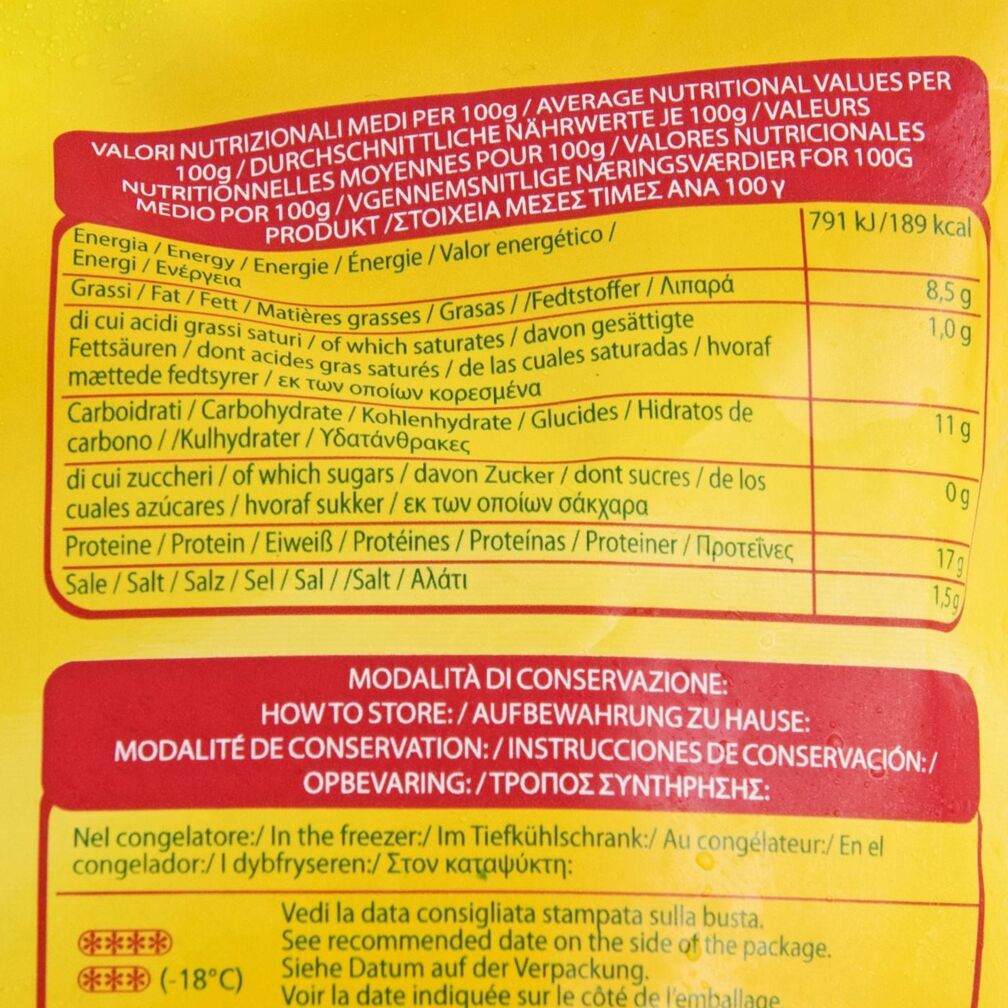 VALORI NUTRIZIONALI MEDI PER 100g / AVERAGE NUTRITIONAL VALUES PER
100g / DURCHSCHNITTLICHE NÄHRWERTE JE 100g / VALEURS
NUTRITIONNELLES MOYENNES POUR 100g / VALORES NUTRICIONALES
MEDIO POR 100g / VGENNEMSNITLIGE NÆRINGSVÆRDIER FOR 100G
PRODUKT /ΣΤΟΙΧΕΙΑ ΜΕΣΕΣ ΤΙΜΕΣ ΑΝΑ 100 γ
Energia / Energy / Energie / Énergie / Valor energético /
Energi / Ενέργεια
791 kJ/189 kcal
Grassi / Fat / Fett / Matières grasses / Grasas / /Fedtstoffer / Λιπαρά
8,5 g
di cui acidi grassi saturi / of which saturates / davon gesättigte
Fettsäuren / dont acides gras saturés / de las cuales saturadas / hvoraf
mættede fedtsyrer / εκ των οποίων κορεσμένα
1,0 g
Carboidrati / Carbohydrate / Kohlenhydrate / Glucides / Hidratos de
carbono / /Kulhydrater / Υδατάνθρακες
11 g
di cui zuccheri / of which sugars / davon Zucker / dont sucres / de los
cuales azúcares / hvoraf sukker / εκ των οποίων σάκχαρα
0 g
Proteine / Protein / Eiweiß / Protéines / Proteínas / Proteiner / Προτεΐνες
17 g
Sale / Salt / Salz / Sel / Sal / /Salt / Αλάτι
1,5 g
MODALITÀ DI CONSERVAZIONE:
HOW TO STORE: / AUFBEWAHRUNG ZU HAUSE:
MODALITÉ DE CONSERVATION: / INSTRUCCIONES DE CONSERVACIÓN: /
OPBEVARING: / ΤΡΟΠΟΣ ΣΥΝΤΗΡΗΣΗΣ:
Nel congelatore:/ In the freezer:/ Im Tiefkühlschrank:/ Au congélateur:/ En el
congelador:/ I dybfryseren:/ Στον καταψύκτη:
**** 
*** (-18°C)
Vedi la data consigliata stampata sulla busta.
See recommended date on the side of the package.
Siehe Datum auf der Verpackung.
Voir la date indiquée sur le côté de l'emballage